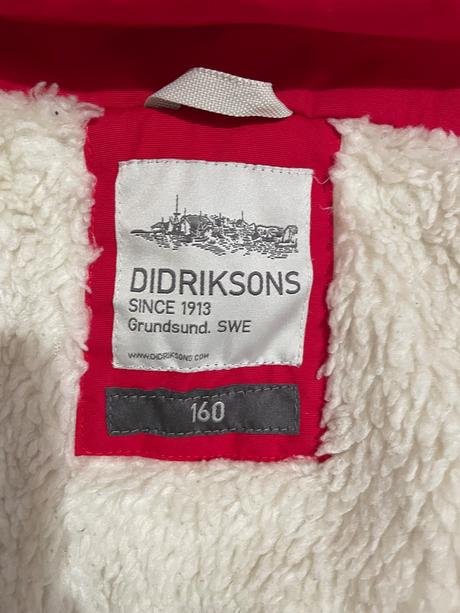 DIDRIKSONS
SINCE 1913
Grundsund. SWE
WWW.DIDRIKSONS.COM
160